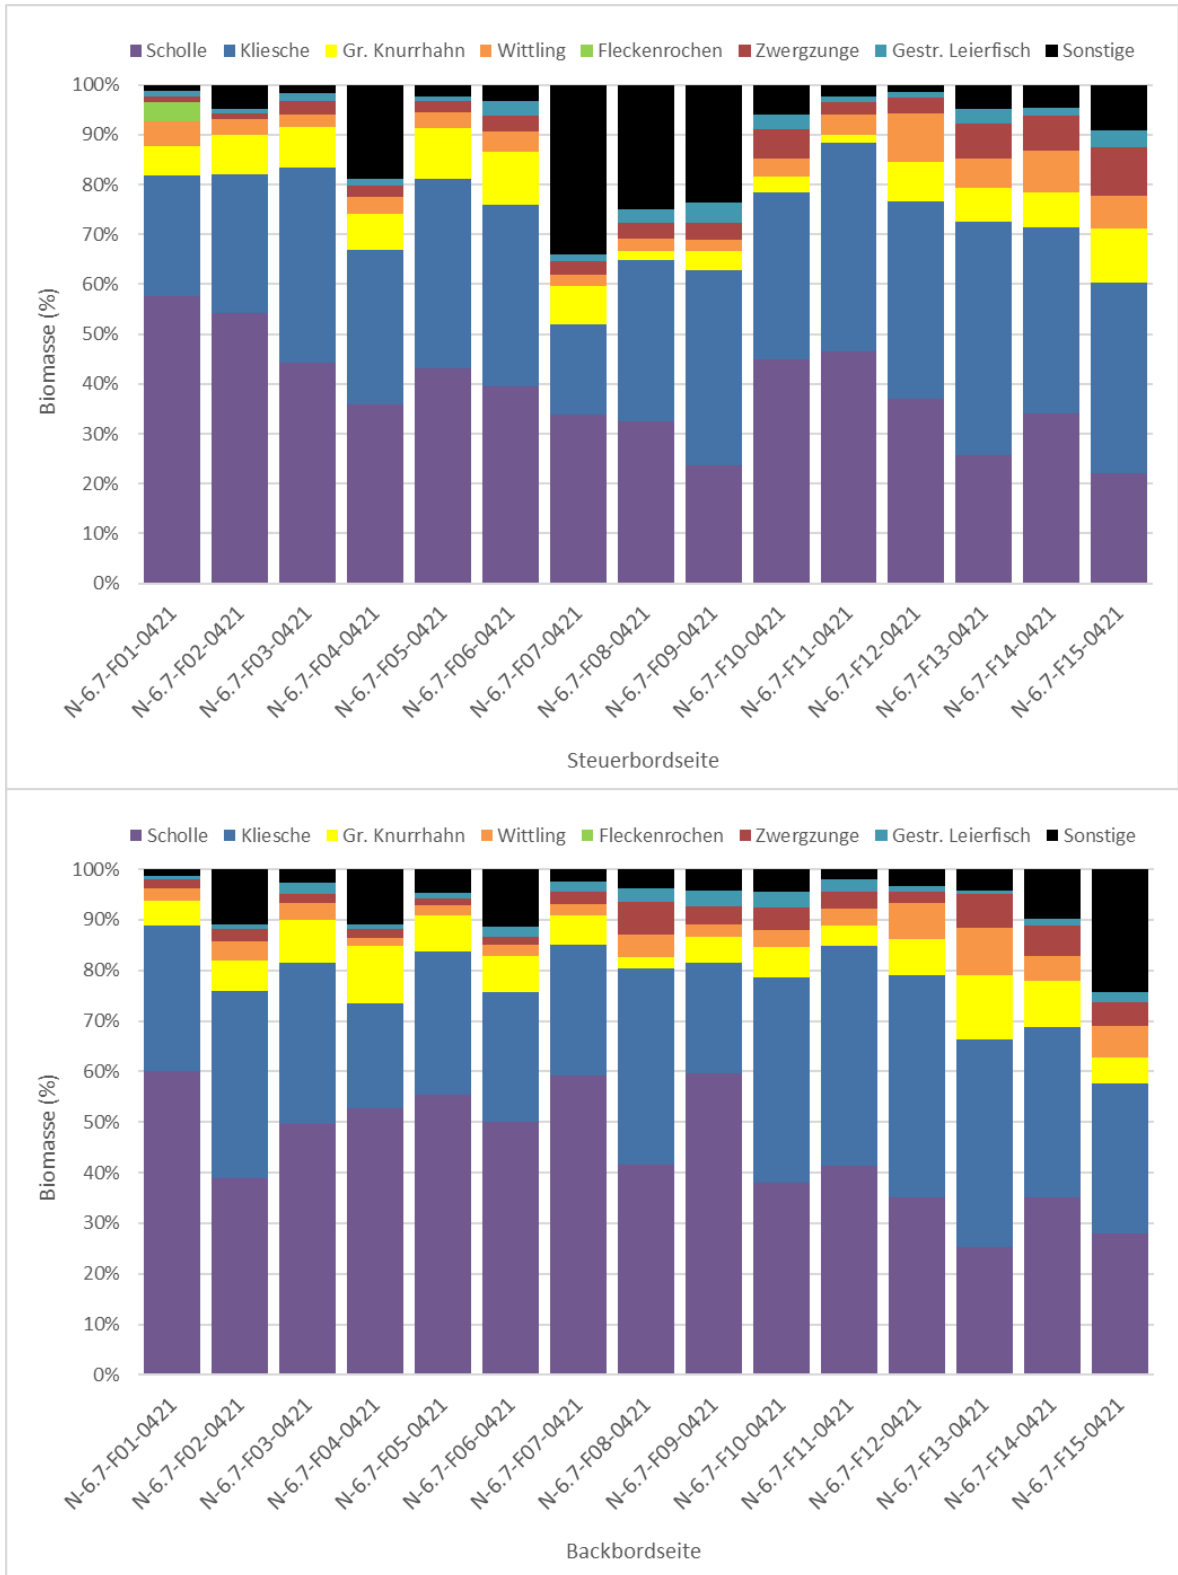 Scholle Kliesche Gr. Knurrhahn Wittling Fleckenrochen Zwergzunge Gestr. Leierfisch Sonstige
100%
90%
80%
70%
60%
50%
40%
30%
20%
10%
0%
Biomasse (%)
N-6.7-F01-0421
N-6.7-F02-0421
N-6.7-F03-0421
N-6.7-F04-0421
N-6.7-F05-0421
N-6.7-F06-0421
N-6.7-F07-0421
N-6.7-F08-0421
N-6.7-F09-0421
N-6.7-F10-0421
N-6.7-F11-0421
N-6.7-F12-0421
N-6.7-F13-0421
N-6.7-F14-0421
N-6.7-F15-0421
Steuerbordseite
Scholle Kliesche Gr. Knurrhahn Wittling Fleckenrochen Zwergzunge Gestr. Leierfisch Sonstige
100%
90%
80%
70%
60%
50%
40%
30%
20%
10%
0%
Biomasse (%)
N-6.7-F01-0421
N-6.7-F02-0421
N-6.7-F03-0421
N-6.7-F04-0421
N-6.7-F05-0421
N-6.7-F06-0421
N-6.7-F07-0421
N-6.7-F08-0421
N-6.7-F09-0421
N-6.7-F10-0421
N-6.7-F11-0421
N-6.7-F12-0421
N-6.7-F13-0421
N-6.7-F14-0421
N-6.7-F15-0421
Backbordseite